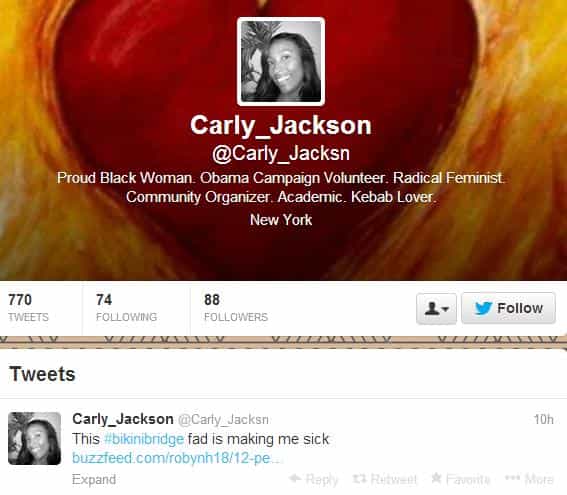 Carly_Jackson
@Carly_Jacksn
Proud Black Woman. Obama Campaign Volunteer. Radical Feminist.
Community Organizer. Academic. Kebab Lover.
New York
770 74 88
TWEETS FOLLOWING FOLLOWERS
Follow
Tweets
Carly_Jackson @Carly_Jacksn 10h
This #bikinibridge fad is making me sick
buzzfeed.com/robynh18/12-pe…
Expand Reply Retweet Favorite ••• More